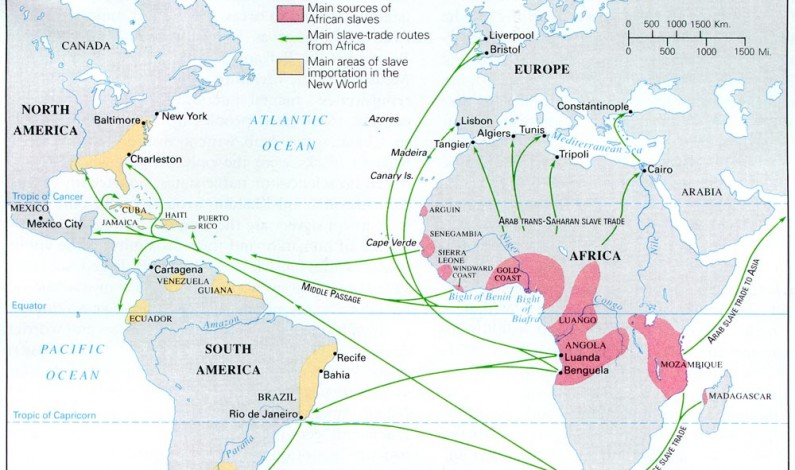 Main sources of
African slaves
Main slave-trade routes
from Africa
Main areas of slave
importation in the
New World
0 500 1000 1500 Km.
0 500 1000 1500 Mi.
CANADA
NORTH
AMERICA
Baltimore
New York
Charleston
ATLANTIC
OCEAN
Liverpool
Bristol
EUROPE
Azores
Lisbon
Algiers
Tunis
Constantinople
Madeira
Tangier
Mediterranean Sea
Tripoli
Canary Is.
Cairo
Tropic of Cancer
ARABIA
MEXICO
Mexico City
CUBA
JAMAICA
HAITI
PUERTO
RICO
ARGUIN
ARAB TRANS-SAHARAN SLAVE TRADE
SENEGAMBIA
Cape Verde
SIERRA
LEONE
Niger
AFRICA
Nile
WINDWARD
COAST
GOLD
COAST
Cartagena
VENEZUELA
GUIANA
MIDDLE PASSAGE
Bight of Benin
Bight
of
Biafra
Congo
ARAB SLAVE TRADE TO ASIA
Equator
ECUADOR
Amazon
LUANGO
PACIFIC
OCEAN
SOUTH
AMERICA
Recife
Bahia
ANGOLA
Luanda
Benguela
MOZAMBIQUE
BRAZIL
MADAGASCAR
Rio de Janeiro
Tropic of Capricorn
Paraná
SLAVE TRADE